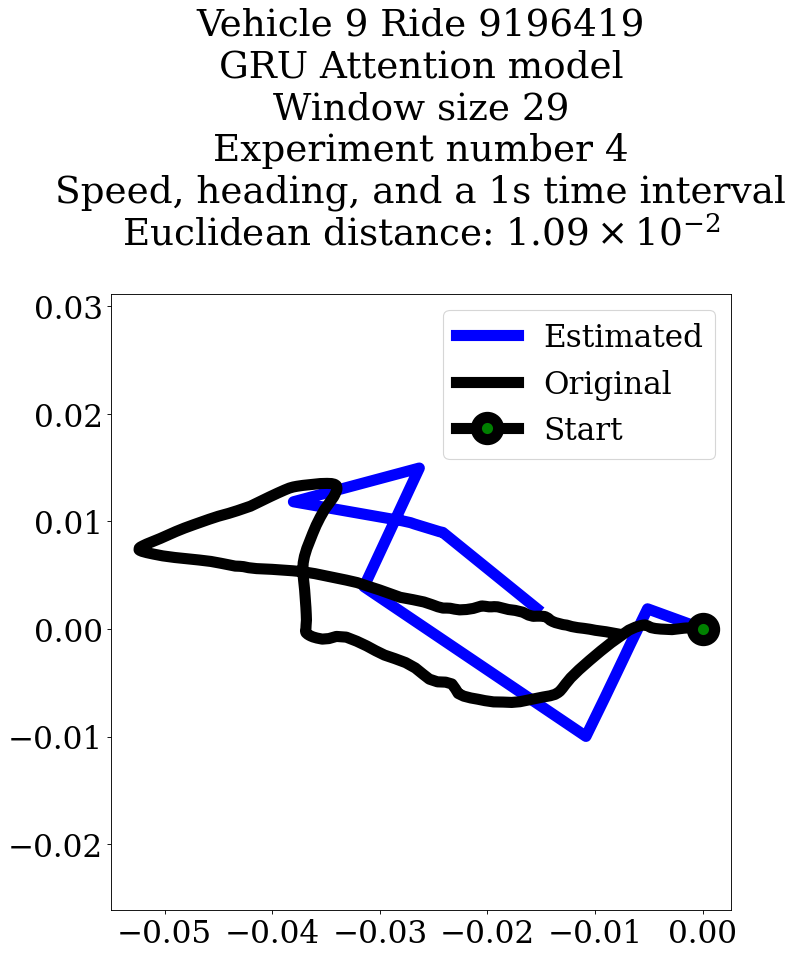 Vehicle 9 Ride 9196419
GRU Attention model
Window size 29
Experiment number 4
Speed, heading, and a 1s time interval
Euclidean distance: 1.09 × 10⁻²
0.03
0.02
0.01
0.00
−0.01
−0.02
Estimated
Original
Start
−0.05 −0.04 −0.03 −0.02 −0.01 0.00